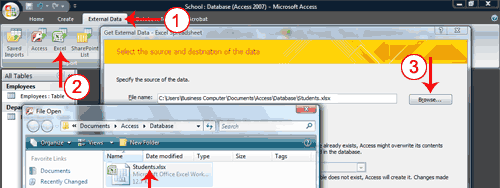 School : Database (Access 2007) - Microsoft Access
Home
Create
External Data
1
Saved Imports
Access
Excel
SharePoint List
2
All Tables
Employees
Employees : Table
Get External Data - Excel Spreadsheet
Select the source and destination of the data
Specify the source of the data.
File name:
C:\Users\Business Computer\Documents\Access\Database\Students.xlsx
Browse...
3
File Open
Documents
Access
Database
Organize
Views
New Folder
Favorite Links
Documents
Recently Changed
Name
Date modified
Type
Size
Tags
Students.xlsx
Microsoft Office Excel Work...
already exists, Access might overwrite its contents
in the database.
does not exist, Access will create it. Changes made